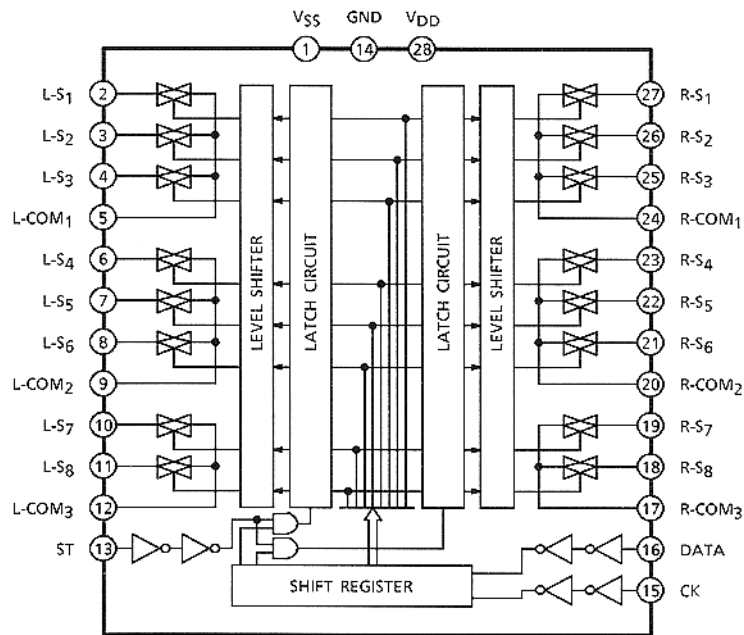 VSS GND VDD
1 14 28
L-S1 2
L-S2 3
L-S3 4
L-COM1 5
L-S4 6
L-S5 7
L-S6 8
L-COM2 9
L-S7 10
L-S8 11
L-COM3 12
ST 13
LEVEL SHIFTER
LATCH CIRCUIT
LATCH CIRCUIT
LEVEL SHIFTER
27 R-S1
26 R-S2
25 R-S3
24 R-COM1
23 R-S4
22 R-S5
21 R-S6
20 R-COM2
19 R-S7
18 R-S8
17 R-COM3
16 DATA
15 CK
SHIFT REGISTER